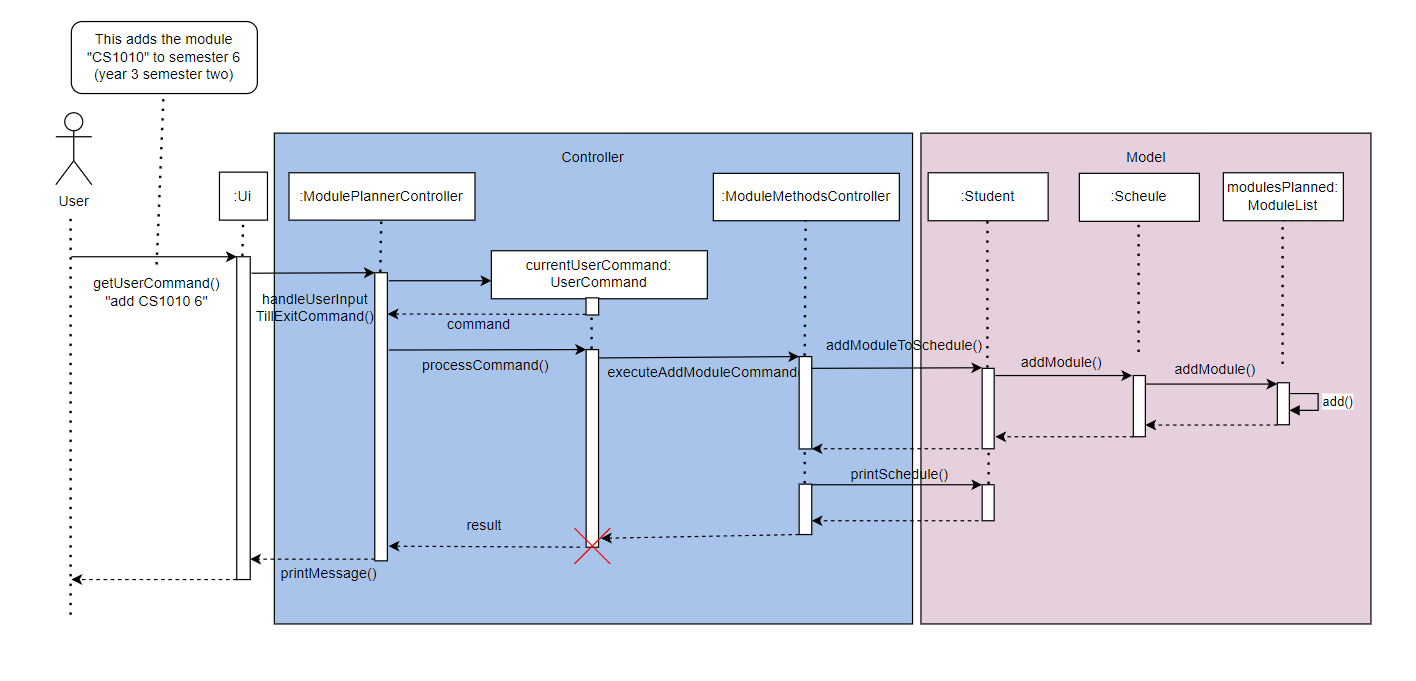 This adds the module
"CS1010" to semester 6
(year 3 semester two)
User
Controller
Model
:Ui
:ModulePlannerController
:ModuleMethodsController
:Student
:Scheule
modulesPlanned:
ModuleList
getUserCommand()
"add CS1010 6"
handleUserInput
TillExitCommand()
currentUserCommand:
UserCommand
command
processCommand()
executeAddModuleCommand(
addModuleToSchedule()
addModule()
addModule()
add()
printSchedule()
result
printMessage()